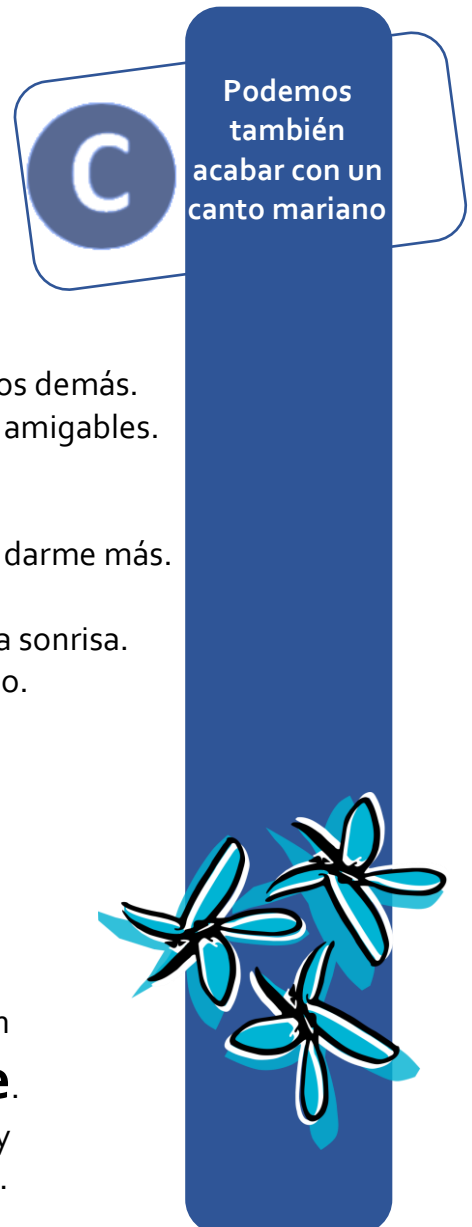 C
Podemos
también
acabar con un
canto mariano
os demás.
amigables.
darme más.
a sonrisa.
o.
n
e.
y
.